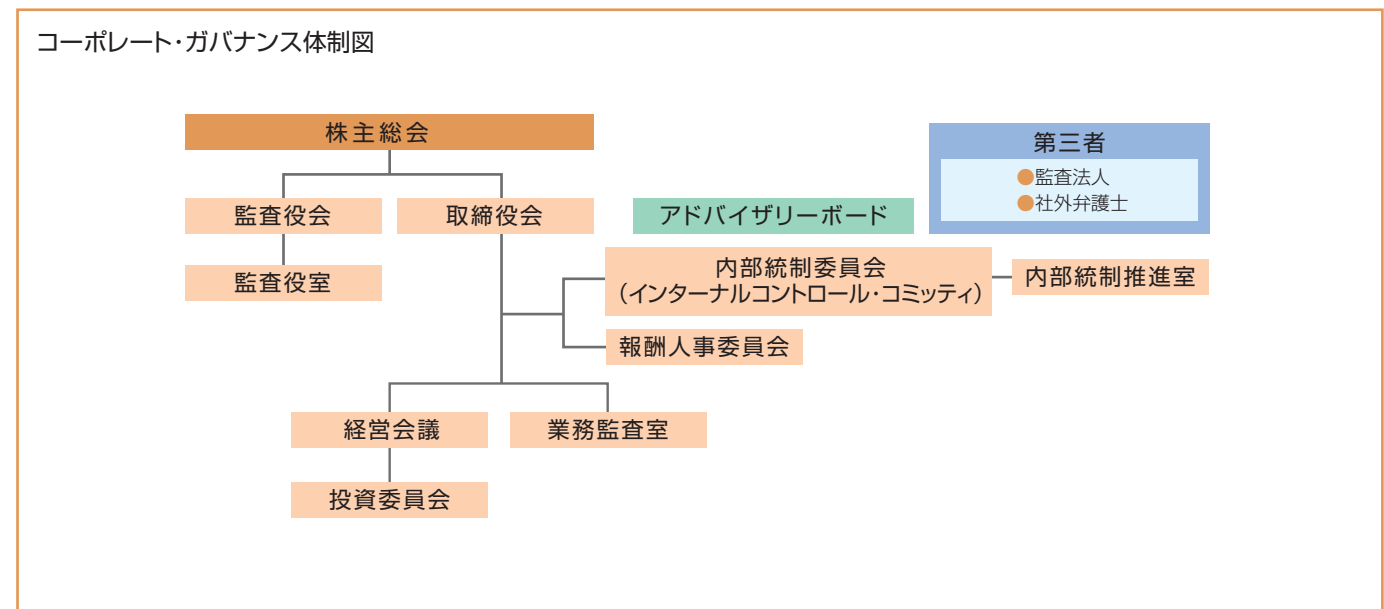 コーポレート・ガバナンス体制図
株主総会
第三者
●監査法人
●社外弁護士
監査役会
取締役会
アドバイザリーボード
監査役室
内部統制委員会
（インターナルコントロール・コミッティ）
内部統制推進室
報酬人事委員会
経営会議
業務監査室
投資委員会